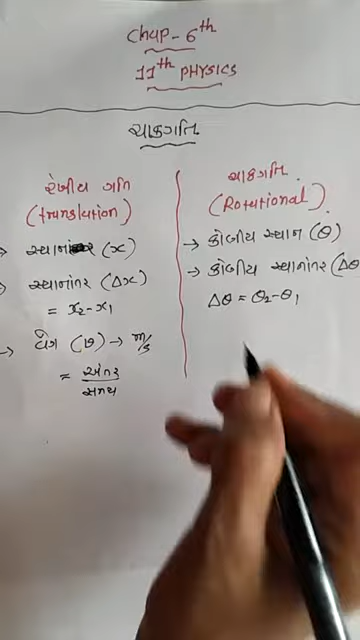 Chap - 6th
11th PHYSICS
ચાકગતિ
રેખીય ગતિ
(translation)
સ્થાન (x)
→ સ્થાનાંતર (Δx)
= x₂ - x₁
→ વેગ (v) → m/s
= અંતર / સમય
ચાકગતિ
(Rotational)
→ કોણીય સ્થાન (θ)
→ કોણીય સ્થાનાંતર (Δθ
Δθ = θ₂ - θ₁